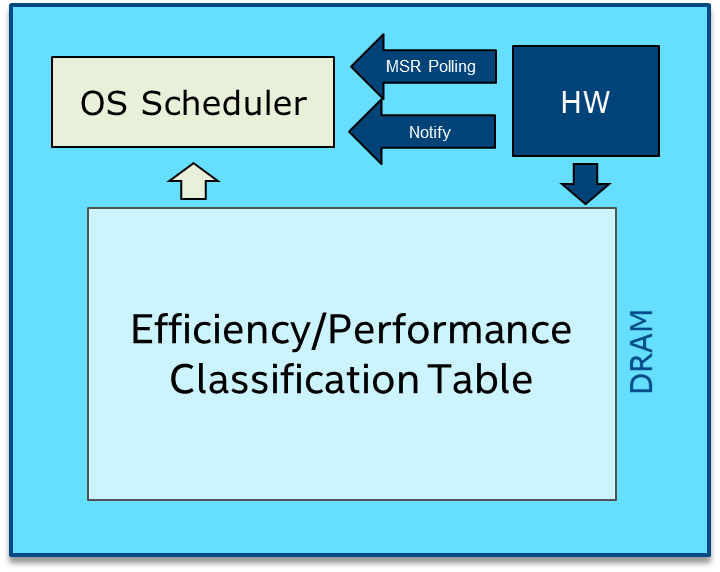 OS Scheduler
MSR Polling
Notify
HW
Efficiency/Performance
Classification Table
DRAM